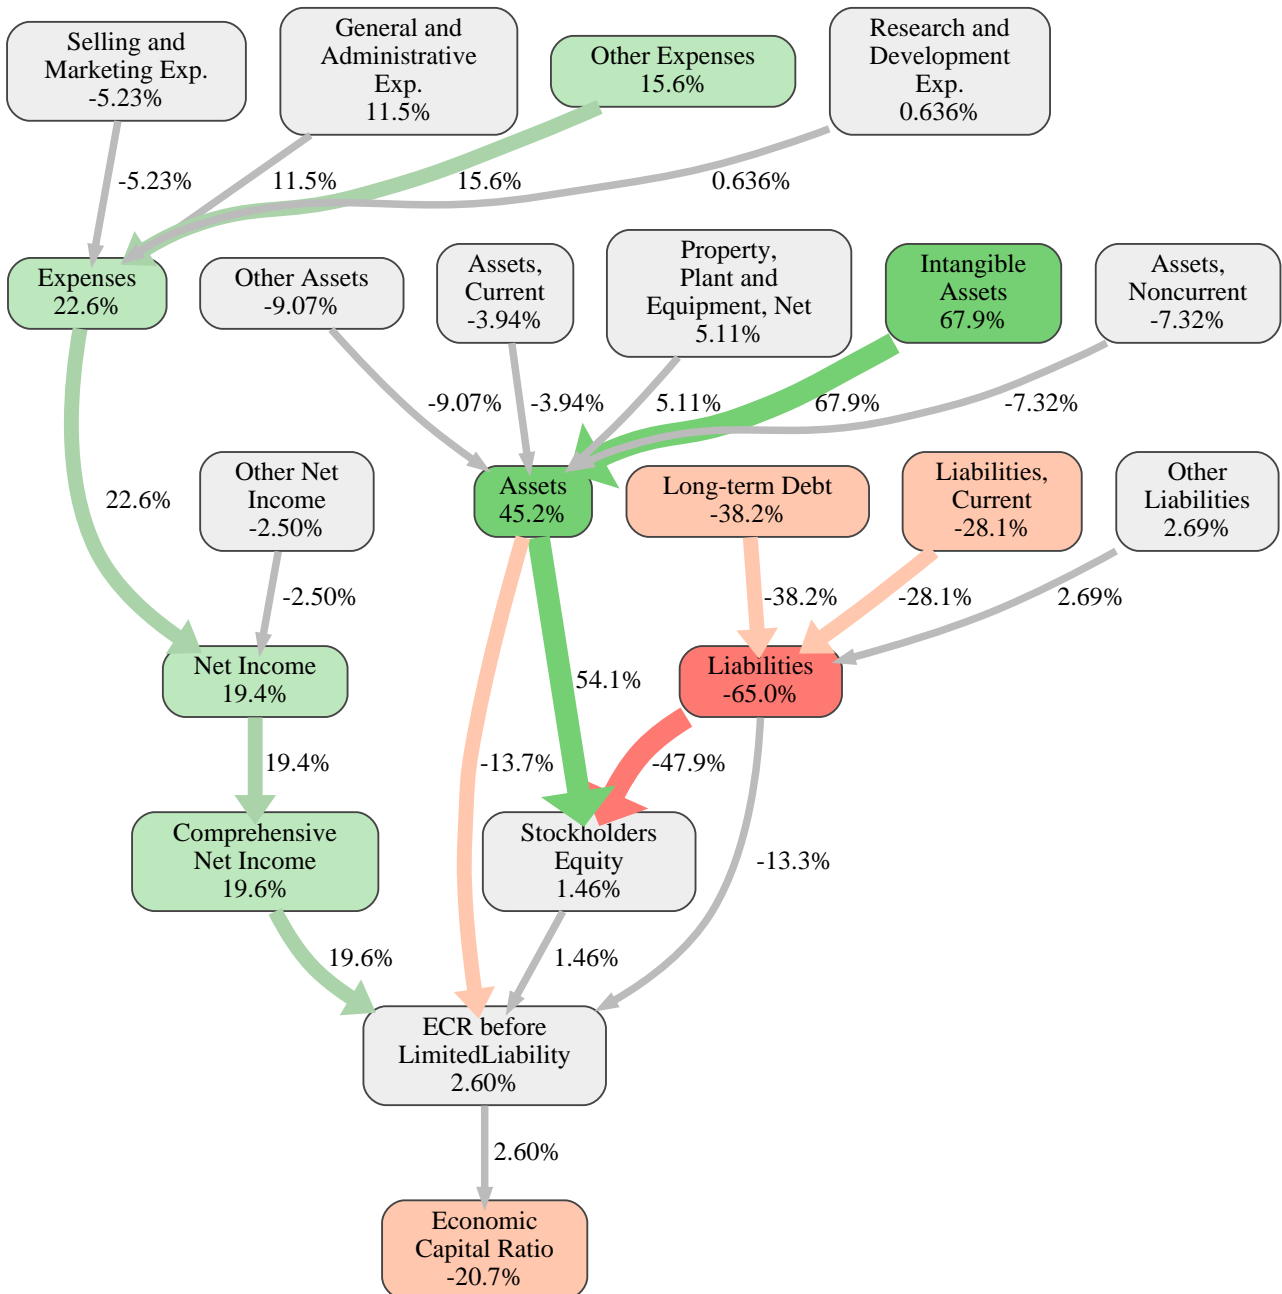 Selling and
Marketing Exp.
-5.23%
General and
Administrative
Exp.
11.5%
Other Expenses
15.6%
Research and
Development
Exp.
0.636%
-5.23%
11.5%
15.6%
0.636%
Expenses
22.6%
Other Assets
-9.07%
Assets,
Current
-3.94%
Property,
Plant and
Equipment, Net
5.11%
Intangible
Assets
67.9%
Assets,
Noncurrent
-7.32%
-9.07%
-3.94%
5.11%
67.9%
-7.32%
22.6%
Other Net
Income
-2.50%
Assets
45.2%
Long-term Debt
-38.2%
Liabilities,
Current
-28.1%
Other
Liabilities
2.69%
-2.50%
-38.2%
-28.1%
2.69%
Net Income
19.4%
54.1%
Liabilities
-65.0%
19.4%
-13.7%
-47.9%
Comprehensive
Net Income
19.6%
Stockholders
Equity
1.46%
-13.3%
19.6%
1.46%
ECR before
LimitedLiability
2.60%
2.60%
Economic
Capital Ratio
-20.7%